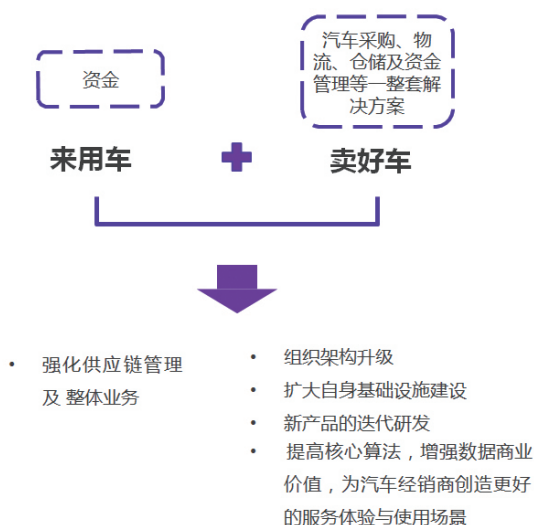 资金
汽车采购、物
流、仓储及资金
管理等一整套解
决方案
来用车
卖好车
• 强化供应链管理
及 整体业务
• 组织架构升级
• 扩大自身基础设施建设
• 新产品的迭代研发
• 提高核心算法，增强数据商业
价值，为汽车经销商创造更好
的服务体验与使用场景